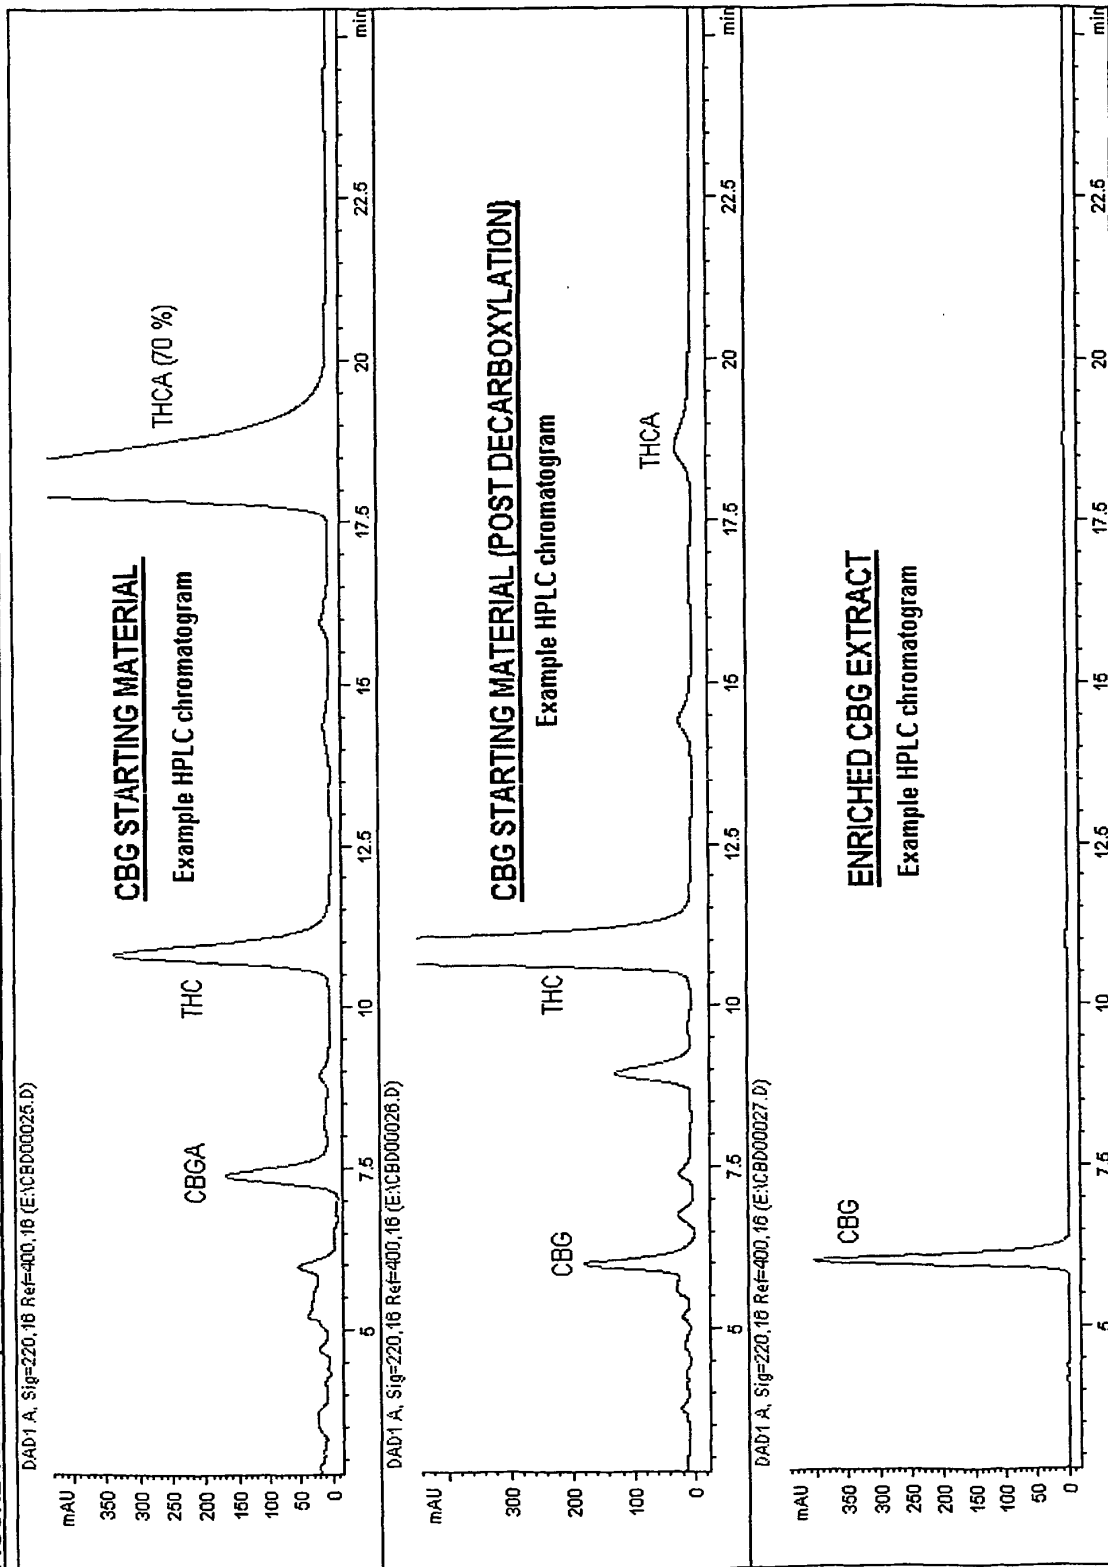 DAD1 A, Sig=220,16 Ref=400,16 (E:\CBD00025.D)
mAU
350
300
250
200
150
100
50
0
CBGA
THC
CBG STARTING MATERIAL
Example HPLC chromatogram
THCA (70 %)
5
7.5
10
12.5
15
17.5
20
22.5
min
DAD1 A, Sig=220,16 Ref=400,16 (E:\CBD00026.D)
mAU
300
200
100
0
CBG
THC
CBG STARTING MATERIAL (POST DECARBOXYLATION)
Example HPLC chromatogram
THCA
5
7.5
10
12.5
15
17.5
20
22.5
min
DAD1 A, Sig=220,16 Ref=400,16 (E:\CBD00027.D)
mAU
350
300
250
200
150
100
50
0
CBG
ENRICHED CBG EXTRACT
Example HPLC chromatogram
5
7.5
10
12.5
15
17.5
20
22.5
min